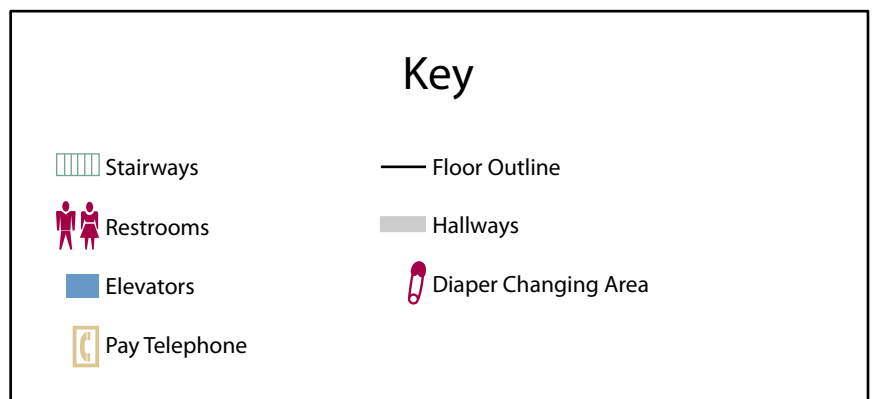 Key
Stairways
Restrooms
Elevators
Pay Telephone
Floor Outline
Hallways
Diaper Changing Area